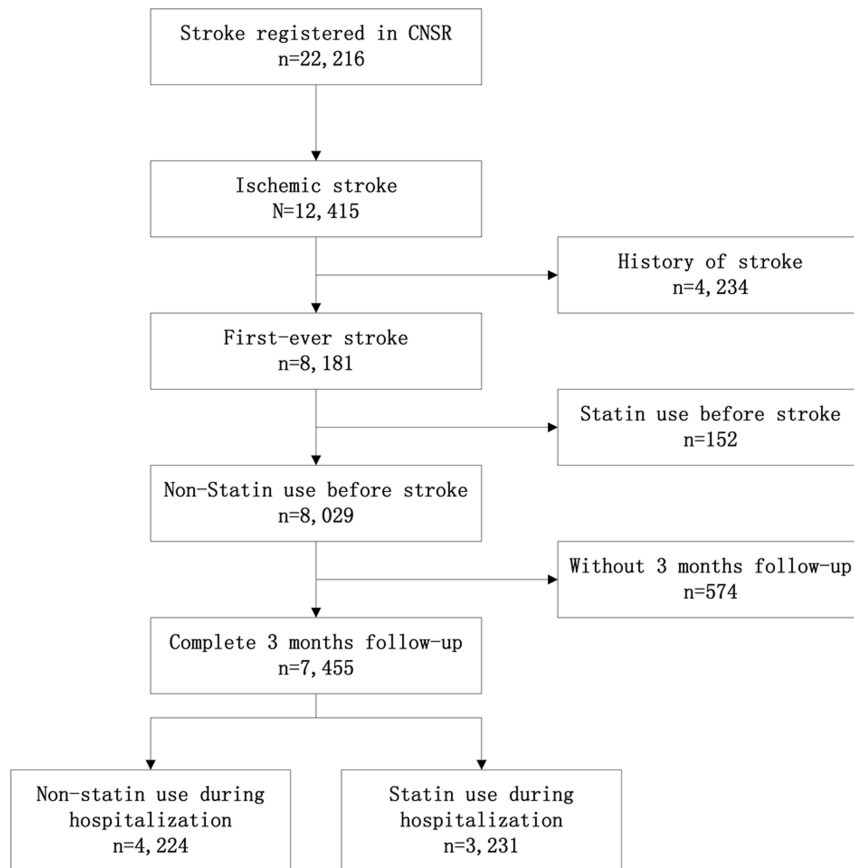 Stroke registered in CNSR
n=22,216
Ischemic stroke
N=12,415
History of stroke
n=4,234
First-ever stroke
n=8,181
Statin use before stroke
n=152
Non-Statin use before stroke
n=8,029
Without 3 months follow-up
n=574
Complete 3 months follow-up
n=7,455
Non-statin use during
hospitalization
n=4,224
Statin use during
hospitalization
n=3,231